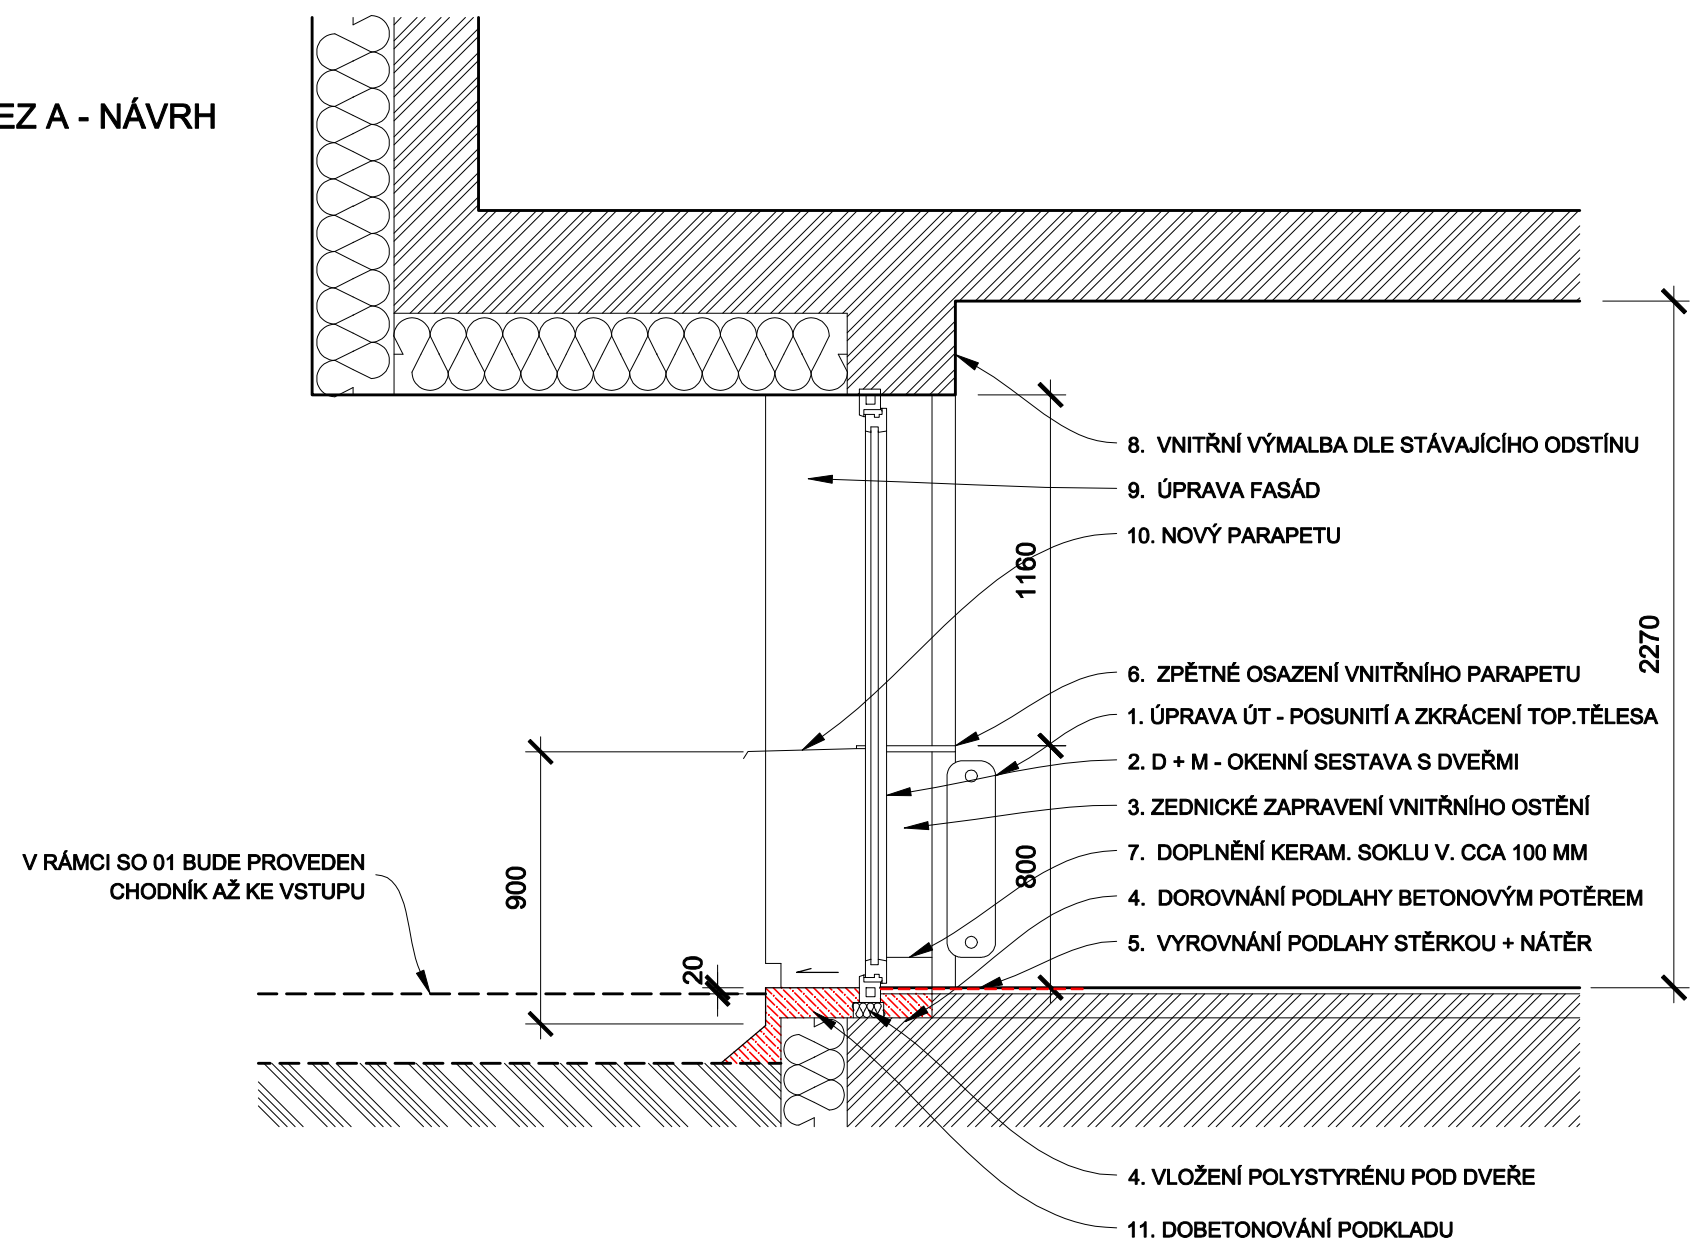 EZ A - NÁVRH
8. VNITŘNÍ VÝMALBA DLE STÁVAJÍCÍHO ODSTÍNU
9. ÚPRAVA FASÁD
10. NOVÝ PARAPETU
1160
2270
6. ZPĚTNÉ OSAZENÍ VNITŘNÍHO PARAPETU
1. ÚPRAVA ÚT - POSUNITÍ A ZKRÁCENÍ TOP.TĚLESA
2. D + M - OKENNÍ SESTAVA S DVEŘMI
3. ZEDNICKÉ ZAPRAVENÍ VNITŘNÍHO OSTĚNÍ
7. DOPLNĚNÍ KERAM. SOKLU V. CCA 100 MM
800
4. DOROVNÁNÍ PODLAHY BETONOVÝM POTĚREM
5. VYROVNÁNÍ PODLAHY STĚRKOU + NÁTĚR
V RÁMCI SO 01 BUDE PROVEDEN
CHODNÍK AŽ KE VSTUPU
900
20
4. VLOŽENÍ POLYSTYRÉNU POD DVEŘE
11. DOBETONOVÁNÍ PODKLADU